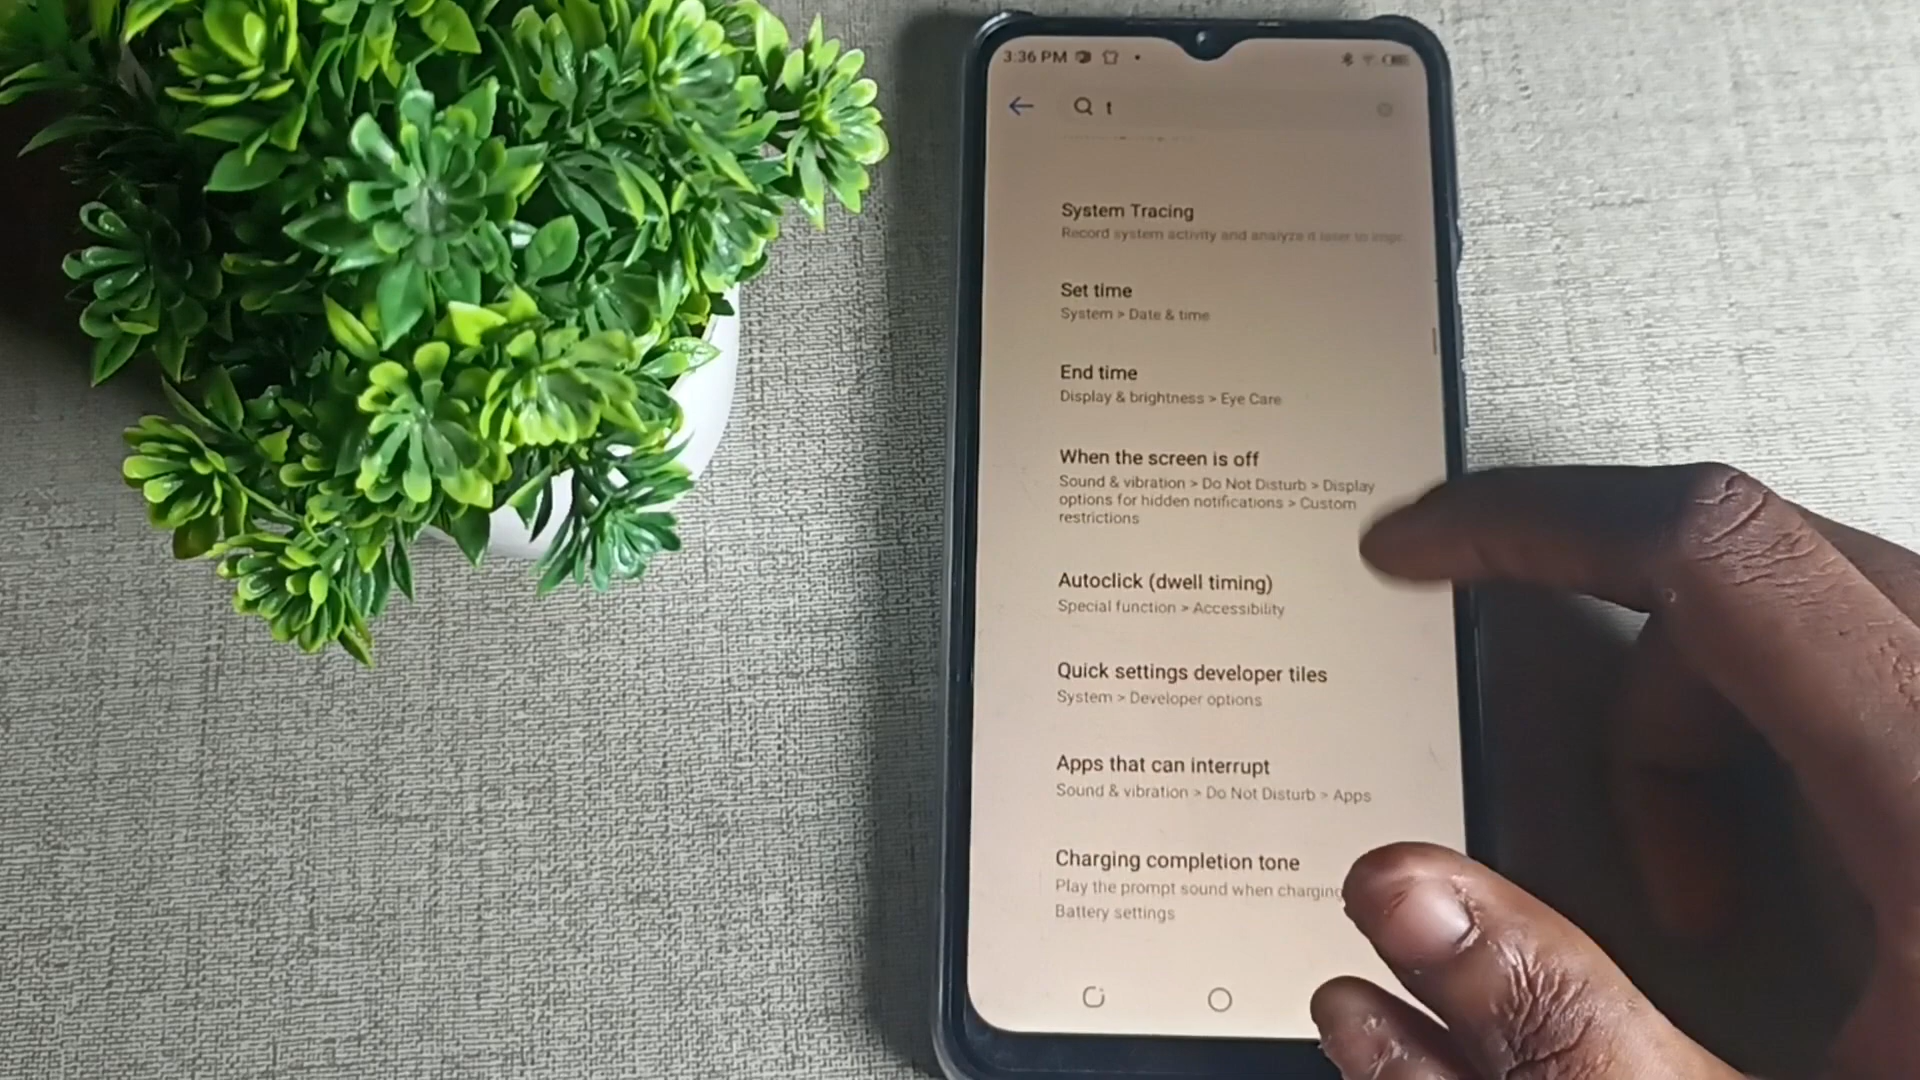 3:36 PM
t
System Tracing
Record system activity and analyze it later to impr
Set time
System > Date & time
End time
Display & brightness > Eye Care
When the screen is off
Sound & vibration > Do Not Disturb > Display
options for hidden notifications > Custom
restrictions
Autoclick (dwell timing)
Special function > Accessibility
Quick settings developer tiles
System > Developer options
Apps that can interrupt
Sound & vibration > Do Not Disturb > Apps
Charging completion tone
Play the prompt sound when charging
Battery settings